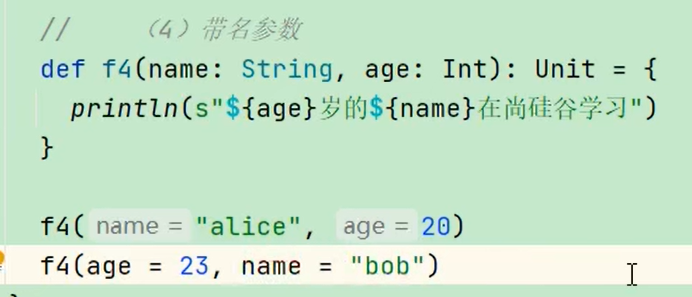 // （4）带名参数
def f4(name: String, age: Int): Unit = {
println(s"${age}岁的${name}在尚硅谷学习")
}
f4( name = "alice", age = 20)
f4(age = 23, name = "bob")
}